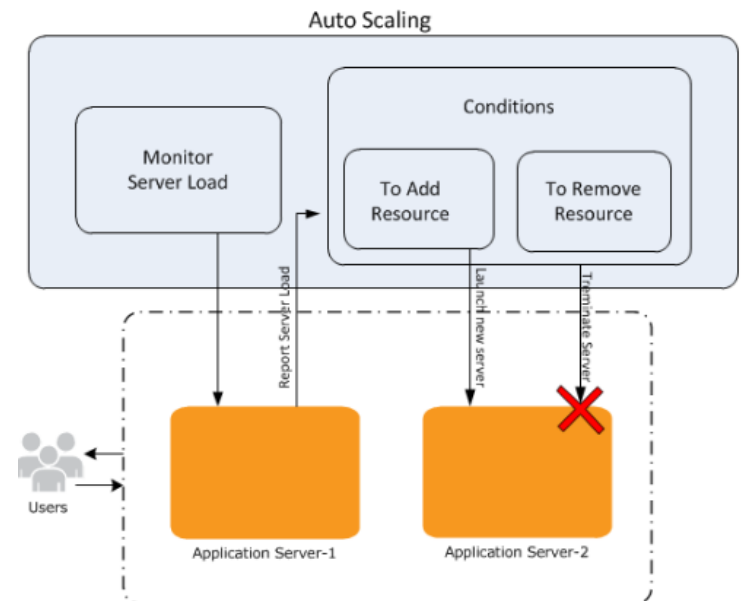 Auto Scaling
Monitor
Server Load
Conditions
To Add
Resource
To Remove
Resource
Report Server Load
Launch new server
Treminate Server
Users
Application Server-1
Application Server-2